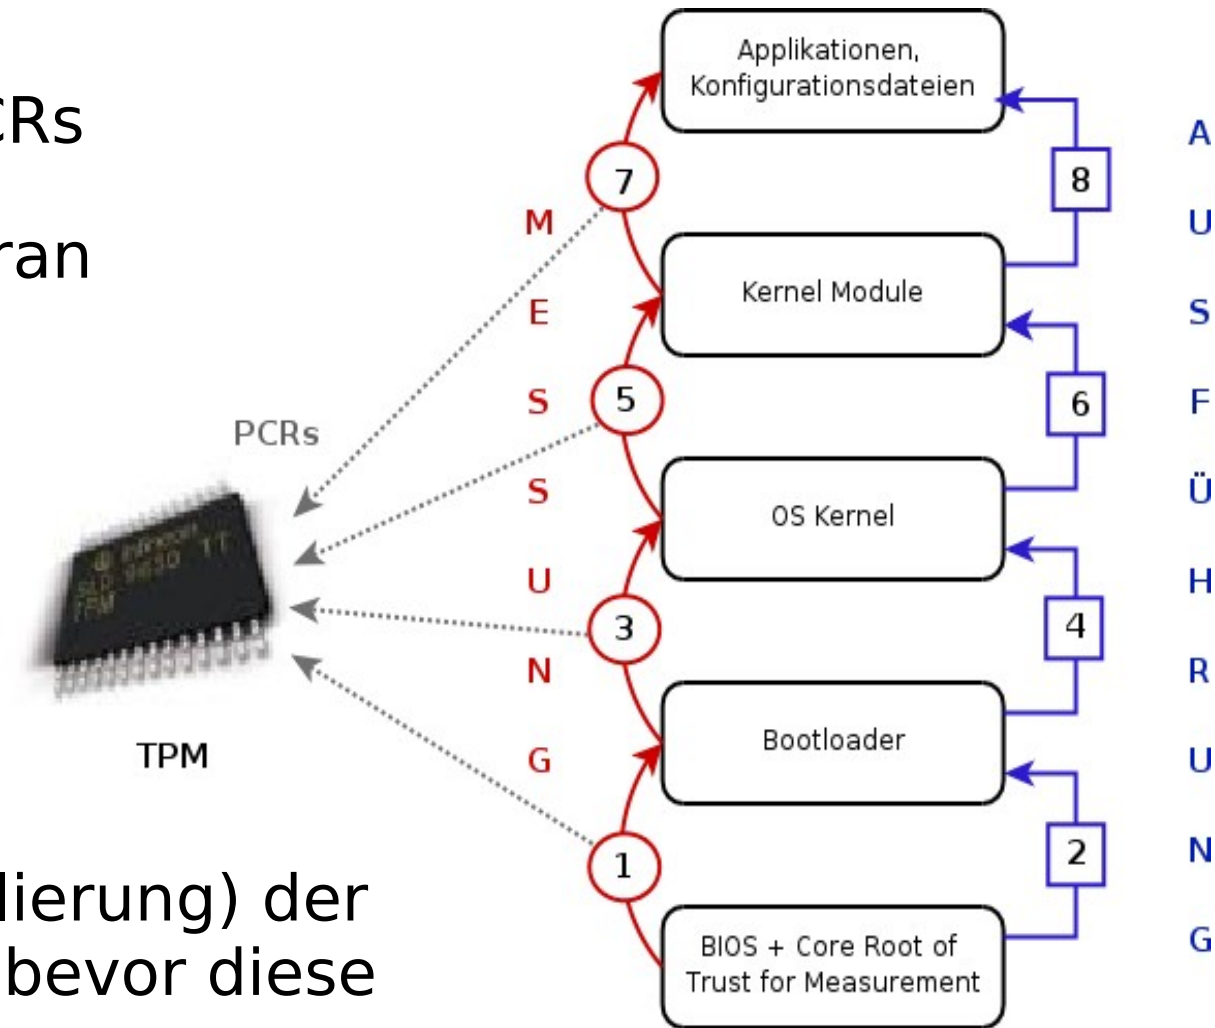 CRs
ran
lierung) der
bevor diese
PCRs
TPM
TPM
M
E
S
S
U
N
G
Applikationen,
Konfigurationsdateien
Kernel Module
OS Kernel
Bootloader
BIOS + Core Root of
Trust for Measurement
7
5
3
1
8
6
4
2
A
U
S
F
Ü
H
R
U
N
G